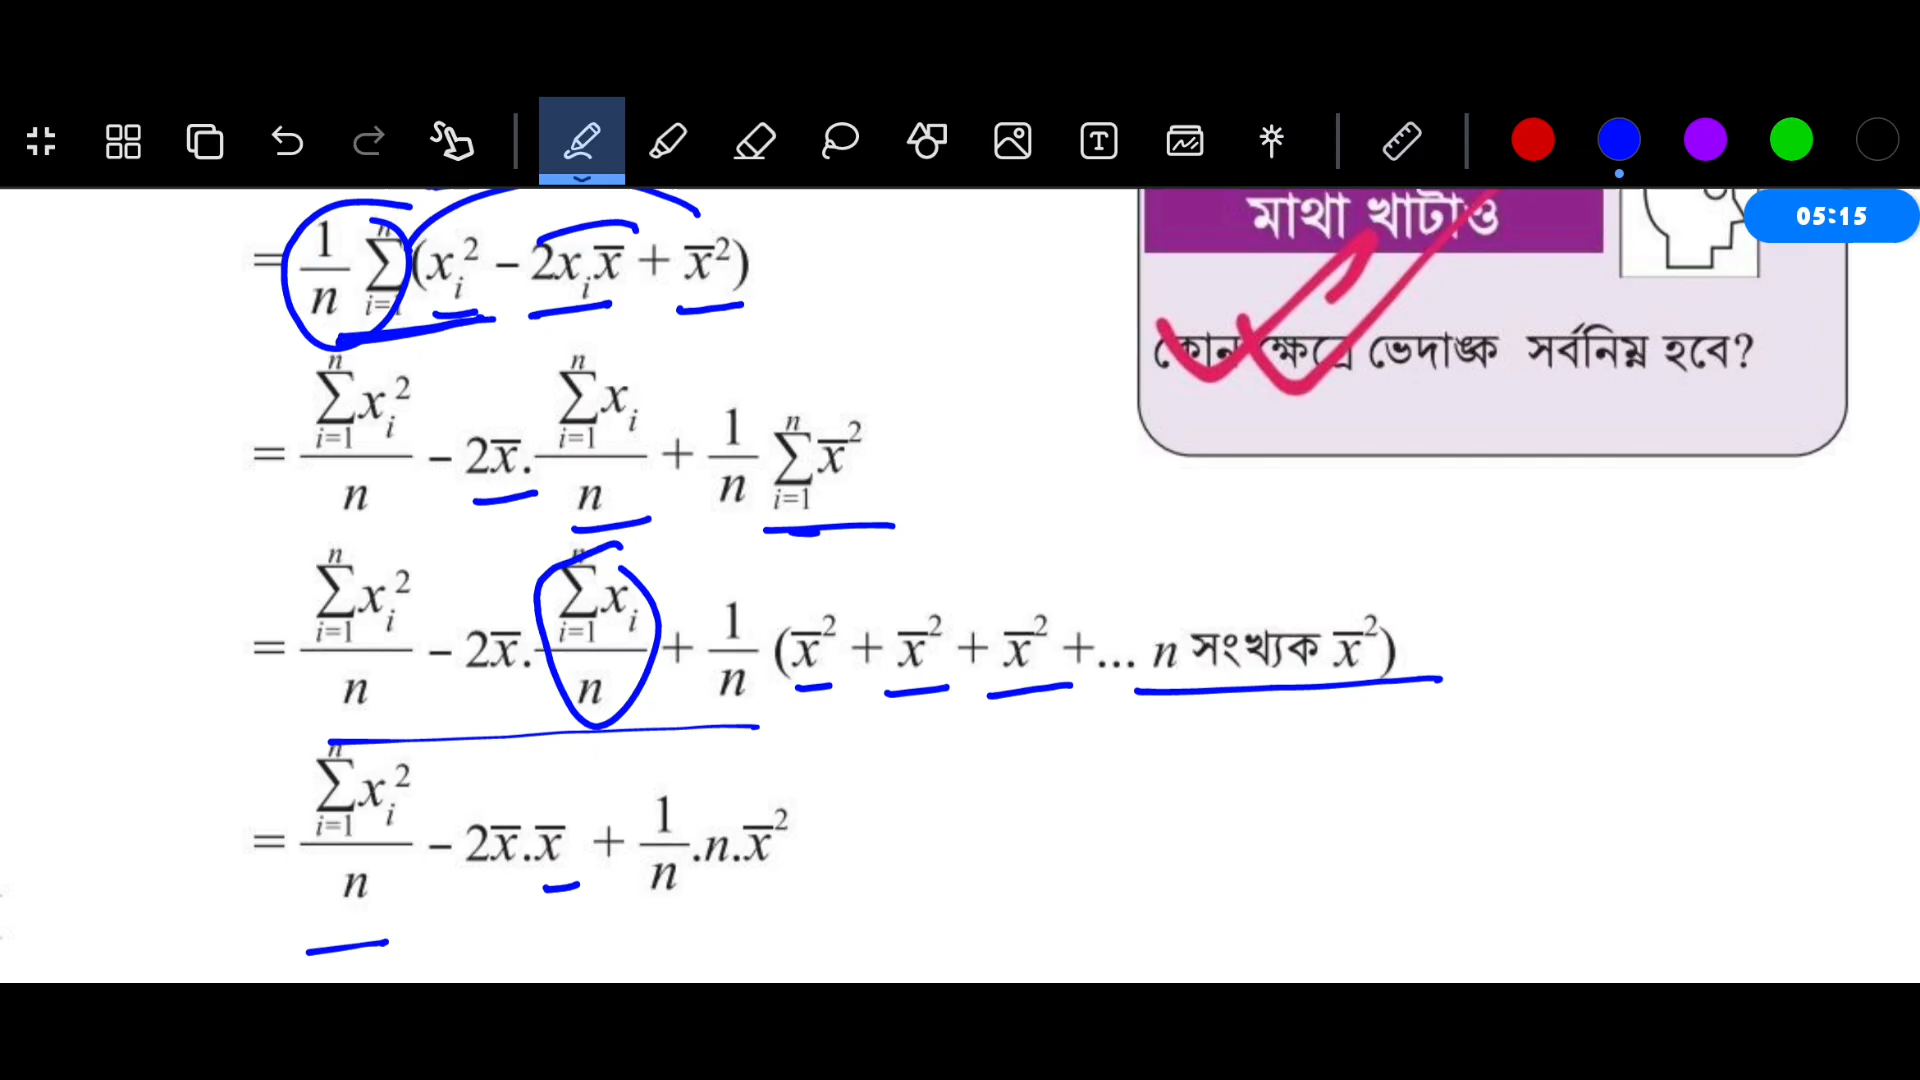 05:15
মাথা খাটাও
কোন ক্ষেত্রে ভেদাঙ্ক সর্বনিম্ন হবে?
= 1/n ∑_{i=1}^{n} (x_i² − 2x_i x̅ + x̅²)
= (∑_{i=1}^{n} x_i²)/n − 2x̅. (∑_{i=1}^{n} x_i)/n + 1/n ∑_{i=1}^{n} x̅²
= (∑_{i=1}^{n} x_i²)/n − 2x̅. (∑_{i=1}^{n} x_i)/n + 1/n (x̅² + x̅² + x̅² +... n সংখ্যক x̅²)
= (∑_{i=1}^{n} x_i²)/n − 2x̅.x̅ + 1/n .n.x̅²